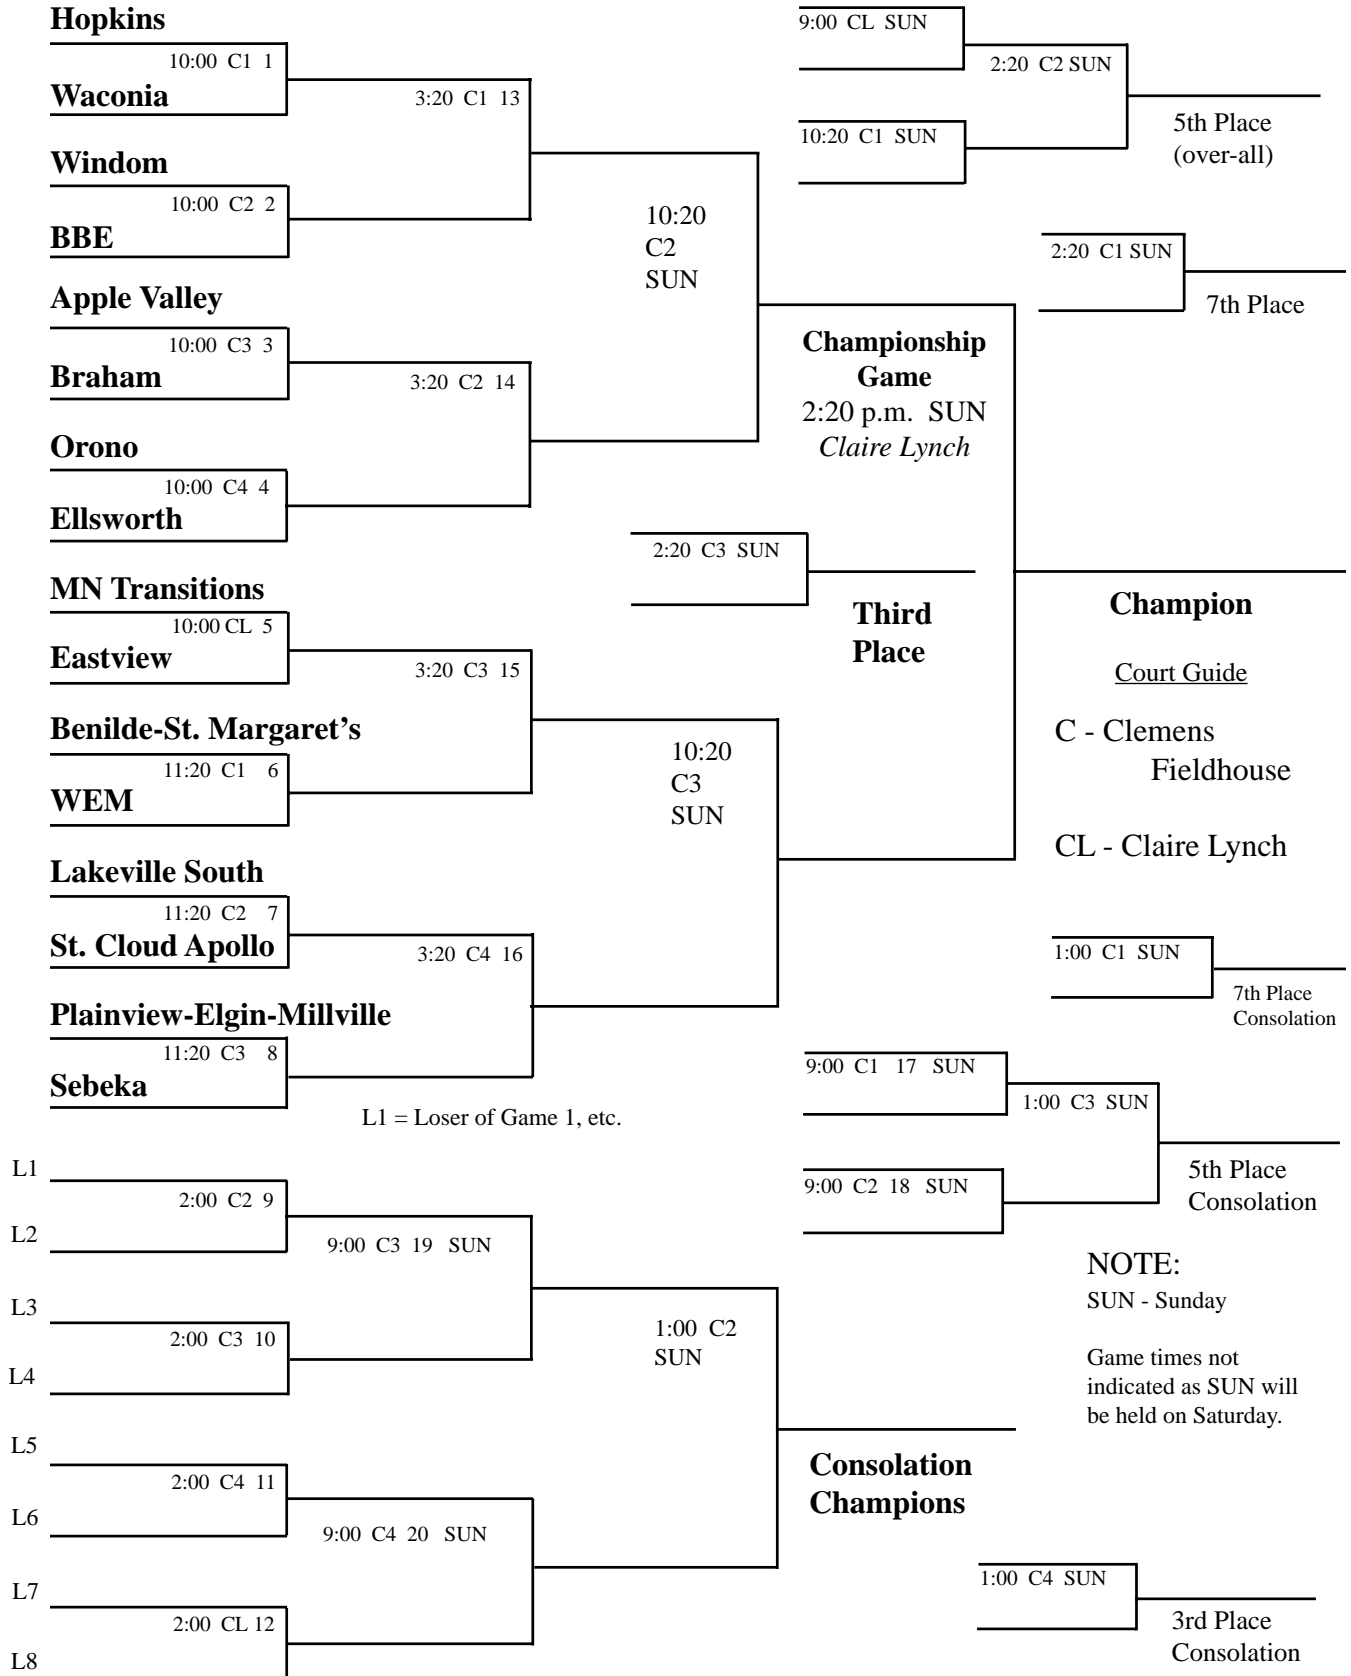 Hopkins
10:00 C1 1
Waconia
3:20 C1 13
Windom
10:00 C2 2
BBE
Apple Valley
10:00 C3 3
Braham
3:20 C2 14
Orono
10:00 C4 4
Ellsworth
10:20
C2
SUN
MN Transitions
10:00 CL 5
Eastview
3:20 C3 15
Benilde-St. Margaret’s
11:20 C1 6
WEM
Lakeville South
11:20 C2 7
St. Cloud Apollo
3:20 C4 16
Plainview-Elgin-Millville
11:20 C3 8
Sebeka
10:20
C3
SUN
L1 = Loser of Game 1, etc.
Championship
Game
2:20 p.m. SUN
Claire Lynch
2:20 C3 SUN
Third
Place
9:00 CL SUN
2:20 C2 SUN
10:20 C1 SUN
5th Place
(over-all)
2:20 C1 SUN
7th Place
Champion
Court Guide
C - Clemens
Fieldhouse
CL - Claire Lynch
1:00 C1 SUN
7th Place
Consolation
9:00 C1 17 SUN
1:00 C3 SUN
9:00 C2 18 SUN
5th Place
Consolation
L1
2:00 C2 9
L2
9:00 C3 19 SUN
L3
2:00 C3 10
L4
1:00 C2
SUN
L5
2:00 C4 11
L6
9:00 C4 20 SUN
L7
2:00 CL 12
L8
Consolation
Champions
NOTE:
SUN - Sunday
Game times not
indicated as SUN will
be held on Saturday.
1:00 C4 SUN
3rd Place
Consolation